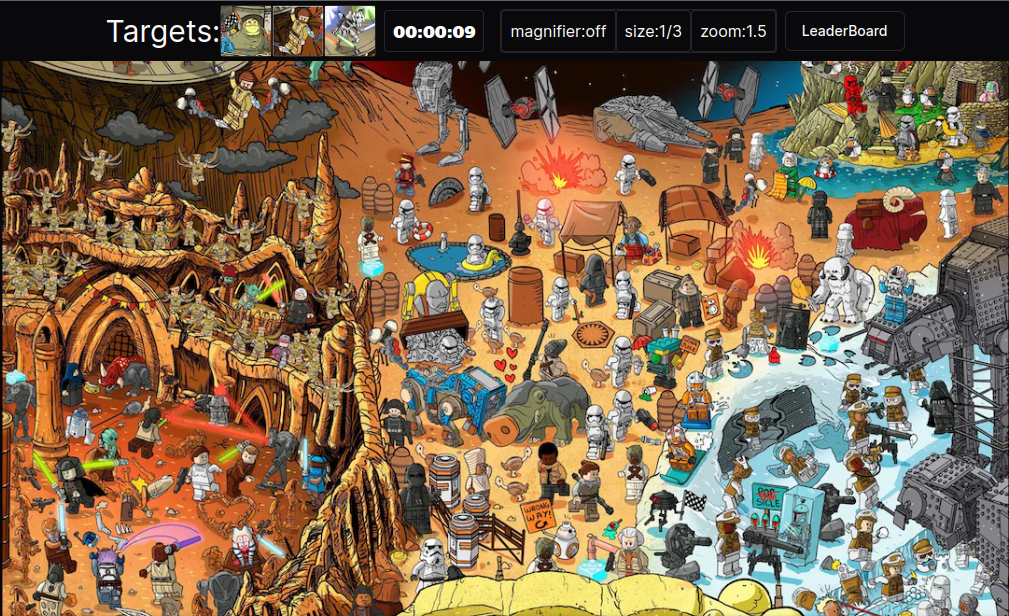 Targets:
00:00:09
magnifier:off
size:1/3
zoom:1.5
LeaderBoard
WRONG
WAY!